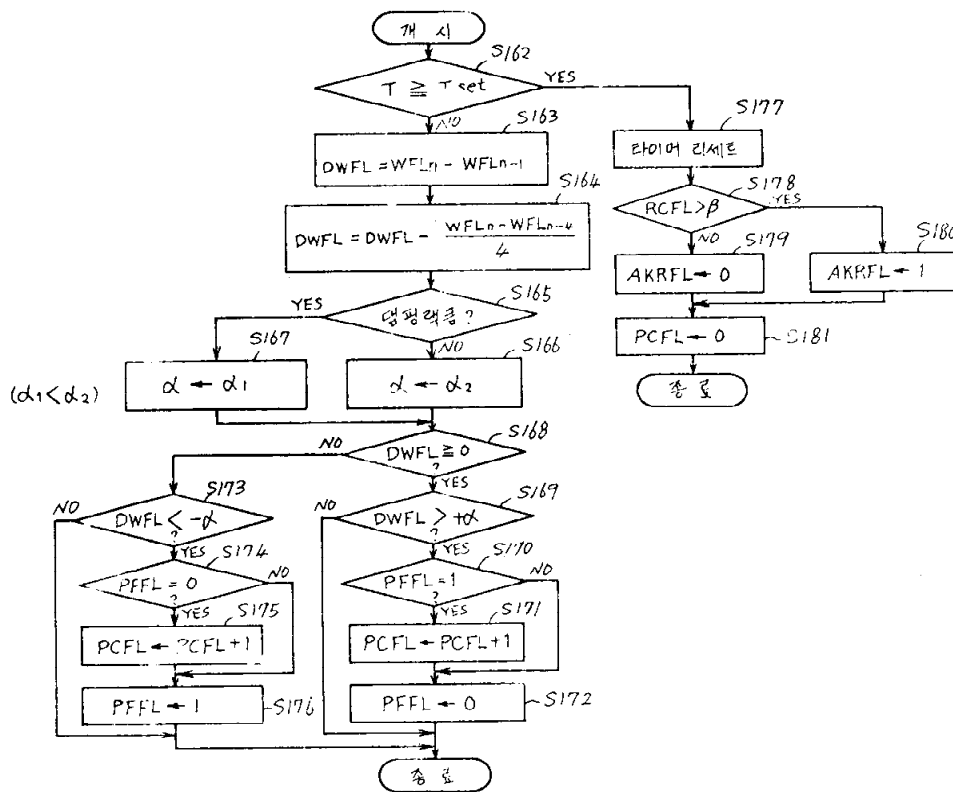 개 시
S162
T ≧ Tset
YES
NO
S163
DWFL = WFLn - WFLn-1
S164
DWFL = DWFL - (WFLn - WFLn-4) / 4
S165
댐핑랙큼?
YES
NO
S167
α ← α1
S166
α ← α2
(α1<α2)
S168
DWFL ≧ 0
?
NO
YES
S173
DWFL < -α
?
NO
YES
S169
DWFL > +α
?
NO
YES
S174
PFFL = 0
?
NO
YES
S170
PFFL = 1
?
NO
YES
S175
PCFL ← PCFL + 1
S171
PCFL ← PCFL + 1
PFFL ← 1
S176
PFFL ← 0
S172
종 료
S177
타이머 리세트
S178
RCFL > β
YES
NO
S179
AKRFL ← 0
S180
AKRFL ← 1
PCFL ← 0
S181
종 료